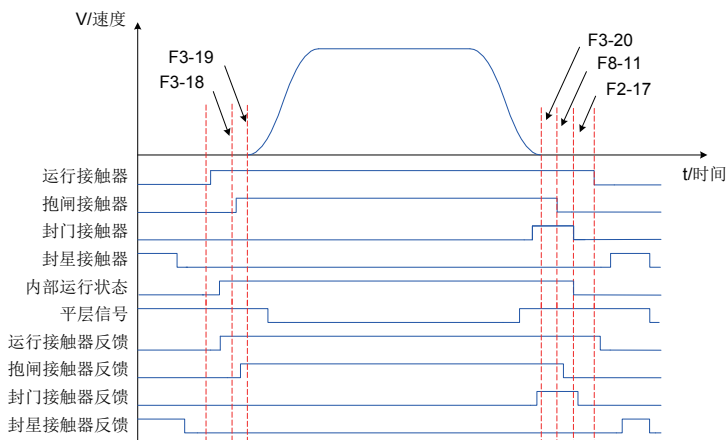 V/速度
F3-19
F3-18
F3-20
F8-11
F2-17
t/时间
运行接触器
抱闸接触器
封门接触器
封星接触器
内部运行状态
平层信号
运行接触器反馈
抱闸接触器反馈
封门接触器反馈
封星接触器反馈